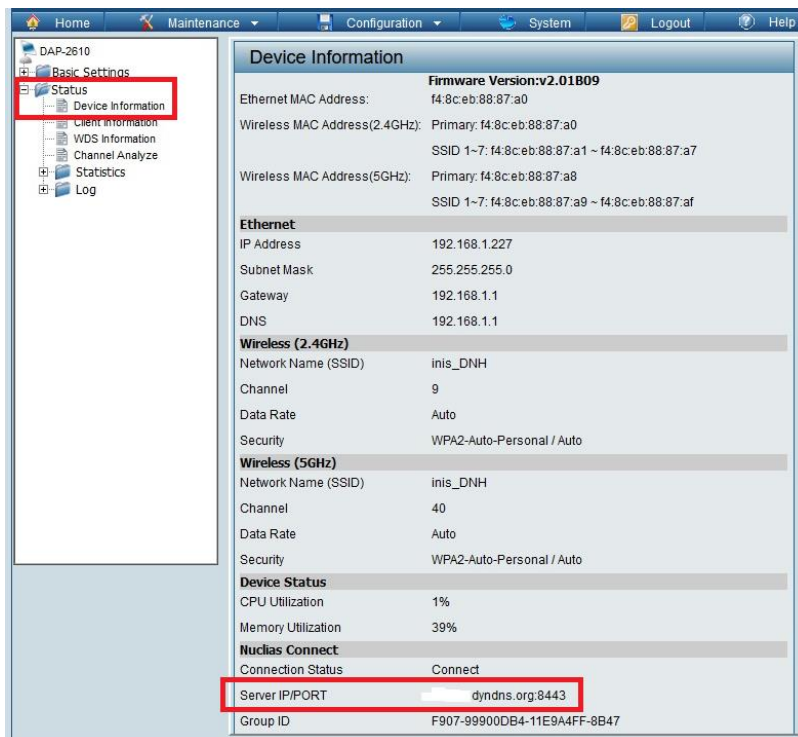 Home Maintenance Configuration System Logout Help
DAP-2610
Basic Settings
Status
Device Information
Client Information
WDS Information
Channel Analyze
Statistics
Log
Device Information
Firmware Version:v2.01B09
Ethernet MAC Address: f4:8c:eb:88:87:a0
Wireless MAC Address(2.4GHz): Primary: f4:8c:eb:88:87:a0
SSID 1~7: f4:8c:eb:88:87:a1 ~ f4:8c:eb:88:87:a7
Wireless MAC Address(5GHz): Primary: f4:8c:eb:88:87:a8
SSID 1~7: f4:8c:eb:88:87:a9 ~ f4:8c:eb:88:87:af
Ethernet
IP Address 192.168.1.227
Subnet Mask 255.255.255.0
Gateway 192.168.1.1
DNS 192.168.1.1
Wireless (2.4GHz)
Network Name (SSID) inis_DNH
Channel 9
Data Rate Auto
Security WPA2-Auto-Personal / Auto
Wireless (5GHz)
Network Name (SSID) inis_DNH
Channel 40
Data Rate Auto
Security WPA2-Auto-Personal / Auto
Device Status
CPU Utilization 1%
Memory Utilization 39%
Nuclias Connect
Connection Status Connect
Server IP/PORT dyndns.org:8443
Group ID F907-99900DB4-11E9A4FF-8B47